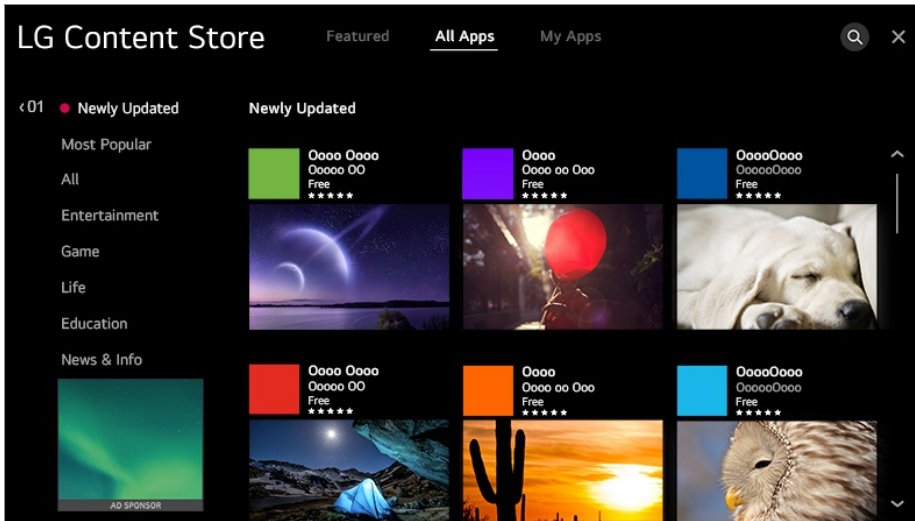 LG Content Store
Featured
All Apps
My Apps
‹01
Newly Updated
Most Popular
All
Entertainment
Game
Life
Education
News & Info
AD SPONSOR
Newly Updated
Oooo Oooo
Ooooo OO
Free
★★★★★
Oooo
Oooo oo Ooo
Free
★★★★★
OoooOooo
OooooOooo
Free
★★★★★
Oooo Oooo
Ooooo OO
Free
★★★★★
Oooo
Oooo oo Ooo
Free
★★★★★
OoooOooo
OooooOooo
Free
★★★★★